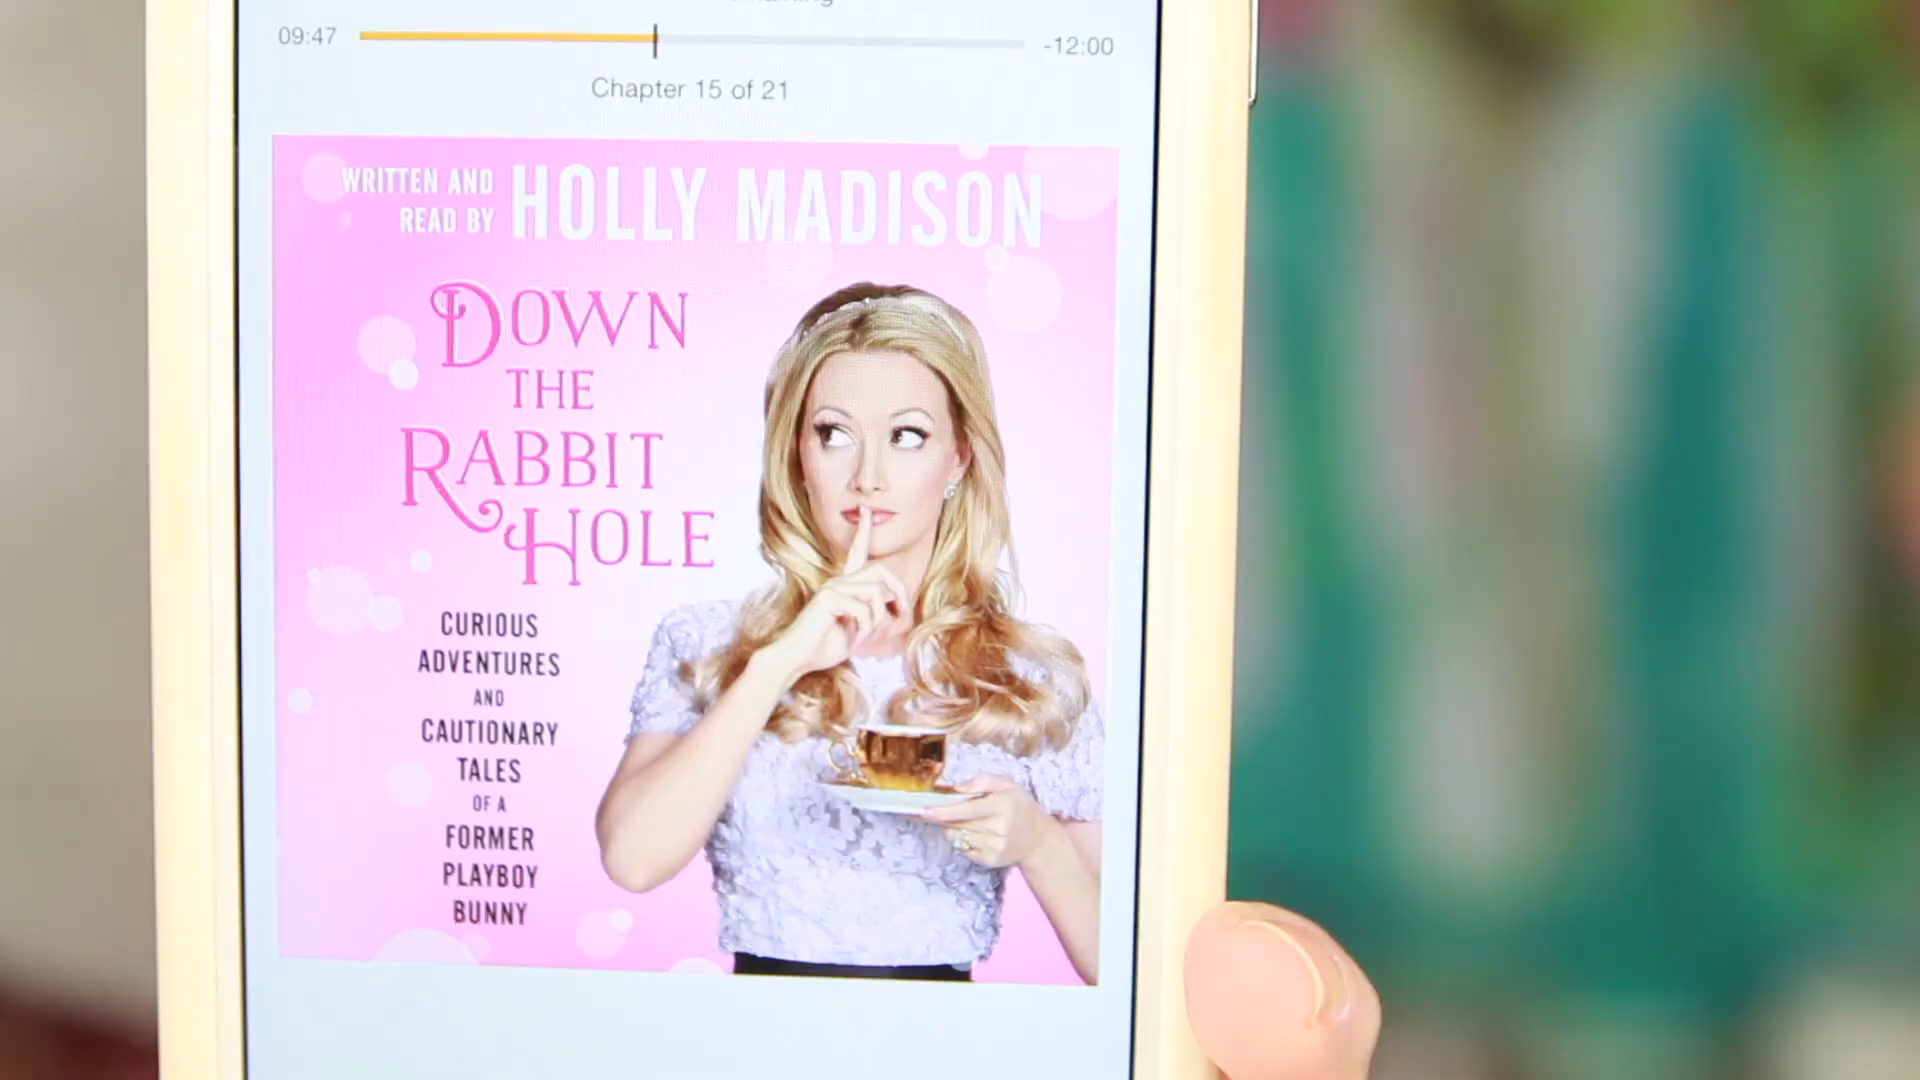 09:47
-12:00
Chapter 15 of 21
WRITTEN AND
READ BY
HOLLY MADISON
DOWN
THE
RABBIT
HOLE
CURIOUS
ADVENTURES
AND
CAUTIONARY
TALES
OF A
FORMER
PLAYBOY
BUNNY